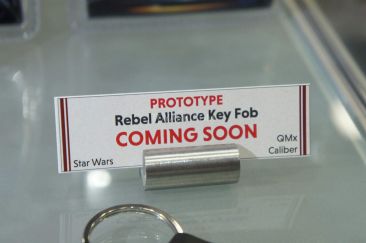 PROTOTYPE
Rebel Alliance Key Fob
COMING SOON
Star Wars
QMx
Caliber